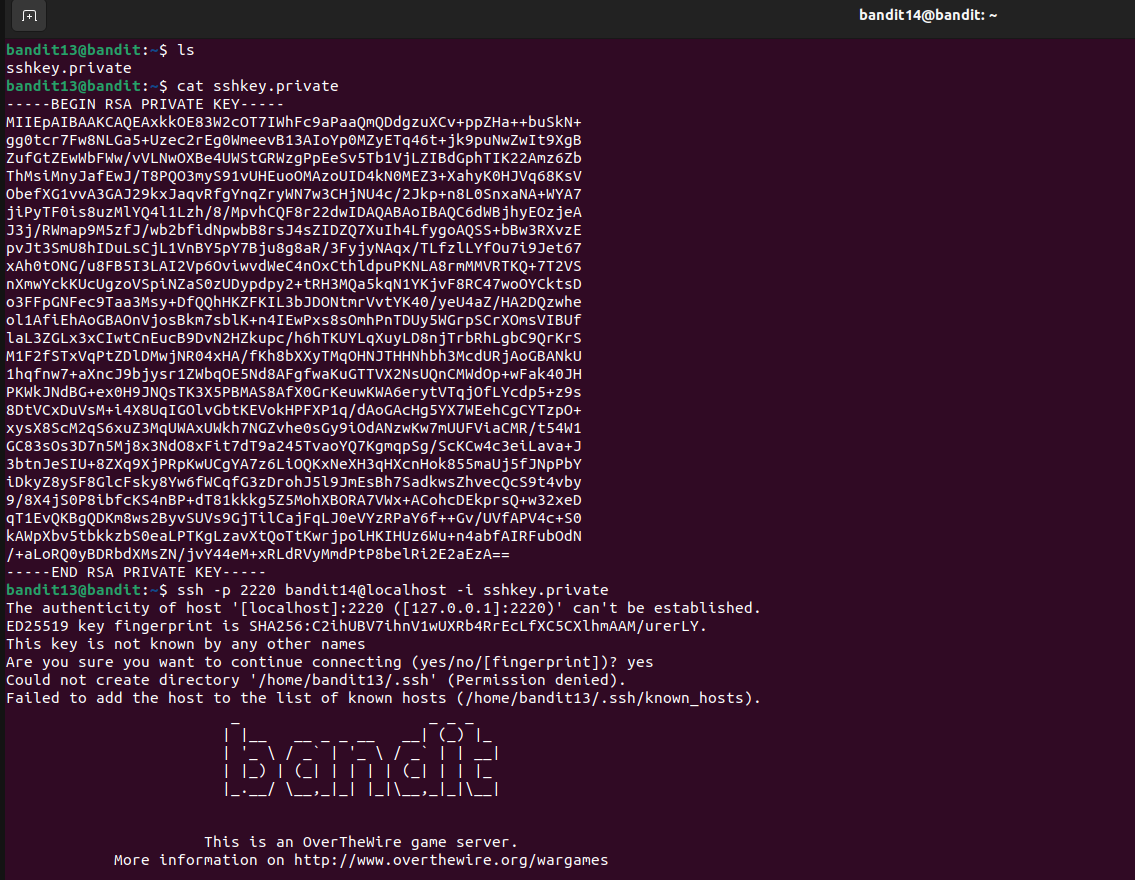 bandit14@bandit: ~
bandit13@bandit:~$ ls
sshkey.private
bandit13@bandit:~$ cat sshkey.private
-----BEGIN RSA PRIVATE KEY-----
MIIEpAIBAAKCAQEAxkkOE83W2cOT7IWhFc9aPaaQmQDdgzuXCv+ppZHa++buSkN+
gg0tcr7Fw8NLGa5+Uzec2rEg0WmeevB13AIoYp0MZyETq46t+jk9puNwZwIt9XgB
ZufGtZEwWbFWw/vVLNwOXBe4UWStGRWzgPpEeSv5Tb1VjLZIBdGphTIK22Amz6Zb
ThMsiMnyJafEwJ/T8PQO3myS91vUHEuoOMAzoUID4kN0MEZ3+XahyK0HJVq68KsV
ObefXG1vvA3GAJ29kxJaqvRfgYnqZryWN7w3CHjNU4c/2Jkp+n8L0SnxaNA+WYA7
jiPyTF0is8uzMlYQ4l1Lzh/8/MpvhCQF8r22dwIDAQABAoIBAQC6dWBjhyEOzjeA
J3j/RWmap9M5zfJ/wb2bfidNpwbB8rsJ4sZIDZQ7XuIh4LfygoAQSS+bBw3RXvzE
pvJt3SmU8hIDuLsCjL1VnBY5pY7Bju8g8aR/3FyjyNAqx/TLfzlLYfOu7i9Jet67
xAh0tONG/u8FB5I3LAI2Vp6OviwvdWeC4nOxCthldpuPKNLA8rmMMVRTKQ+7T2VS
nXmwYckKUcUgzoVSpiNZaS0zUDypdpy2+tRH3MQa5kqN1YKjvF8RC47woOYCktsD
o3FFpGNFec9Taa3Msy+DfQQhHKZFKIL3bJDONtmrVvtYK40/yeU4aZ/HA2DQzwhe
ol1AfiEhAoGBAOnVjosBkm7sblK+n4IEwPxs8sOmhPnTDUy5WGrpSCrXOmsVIBUf
laL3ZGLx3xCIwtCnEucB9DvN2HZkupc/h6hTKUYLqXuyLD8njTrbRhLgbC9QrKrS
M1F2fSTxVqPtZDlDMwjNR04xHA/fKh8bXXyTMqOHNJTHHNhbh3McdURjAoGBANkU
1hqfnw7+aXncJ9bjysr1ZWbqOE5Nd8AFgfwaKuGTTVX2NsUQnCMWdOp+wFak40JH
PKWkJNdBG+ex0H9JNQsTK3X5PBMAS8AfX0GrKeuwKWA6erytVTqjOfLYcdp5+z9s
8DtVCxDuVsM+i4X8UqIGOlvGbtKEVokHPFXP1q/dAoGAcHg5YX7WEehCgCYTzpO+
xysX8ScM2qS6xuZ3MqUWAxUWkh7NGZvhe0sGy9iOdANzwKw7mUUFViaCMR/t54W1
GC83sOs3D7n5Mj8x3NdO8xFit7dT9a245TvaoYQ7KgmqpSg/ScKCw4c3eiLava+J
3btnJeSIU+8ZXq9XjPRpKwUCgYA7z6LiOQKxNeXH3qHXcnHok855maUj5fJNpPbY
iDkyZ8ySF8GlcFsky8Yw6fWCqfG3zDrohJ5l9JmEsBh7SadkwsZhvecQcS9t4vby
9/8X4jS0P8ibfcKS4nBP+dT81kkkg5Z5MohXBORA7VWx+ACohcDEkprsQ+w32xeD
qT1EvQKBgQDKm8ws2ByvSUVs9GjTilCajFqLJ0eVYzRPaY6f++Gv/UVfAPV4c+S0
kAWpXbv5tbkkzbS0eaLPTKgLzavXtQoTtKwrjpolHKIHUz6Wu+n4abfAIRFubOdN
/+aLoRQ0yBDRbdXMsZN/jvY44eM+xRLdRVyMmdPtP8belRi2E2aEzA==
-----END RSA PRIVATE KEY-----
bandit13@bandit:~$ ssh -p 2220 bandit14@localhost -i sshkey.private
The authenticity of host '[localhost]:2220 ([127.0.0.1]:2220)' can't be established.
ED25519 key fingerprint is SHA256:C2ihUBV7ihnV1wUXRb4RrEcLfXC5CXlhmAAM/urerLY.
This key is not known by any other names
Are you sure you want to continue connecting (yes/no/[fingerprint])? yes
Could not create directory '/home/bandit13/.ssh' (Permission denied).
Failed to add the host to the list of known hosts (/home/bandit13/.ssh/known_hosts).
bandit
This is an OverTheWire game server.
More information on http://www.overthewire.org/wargames